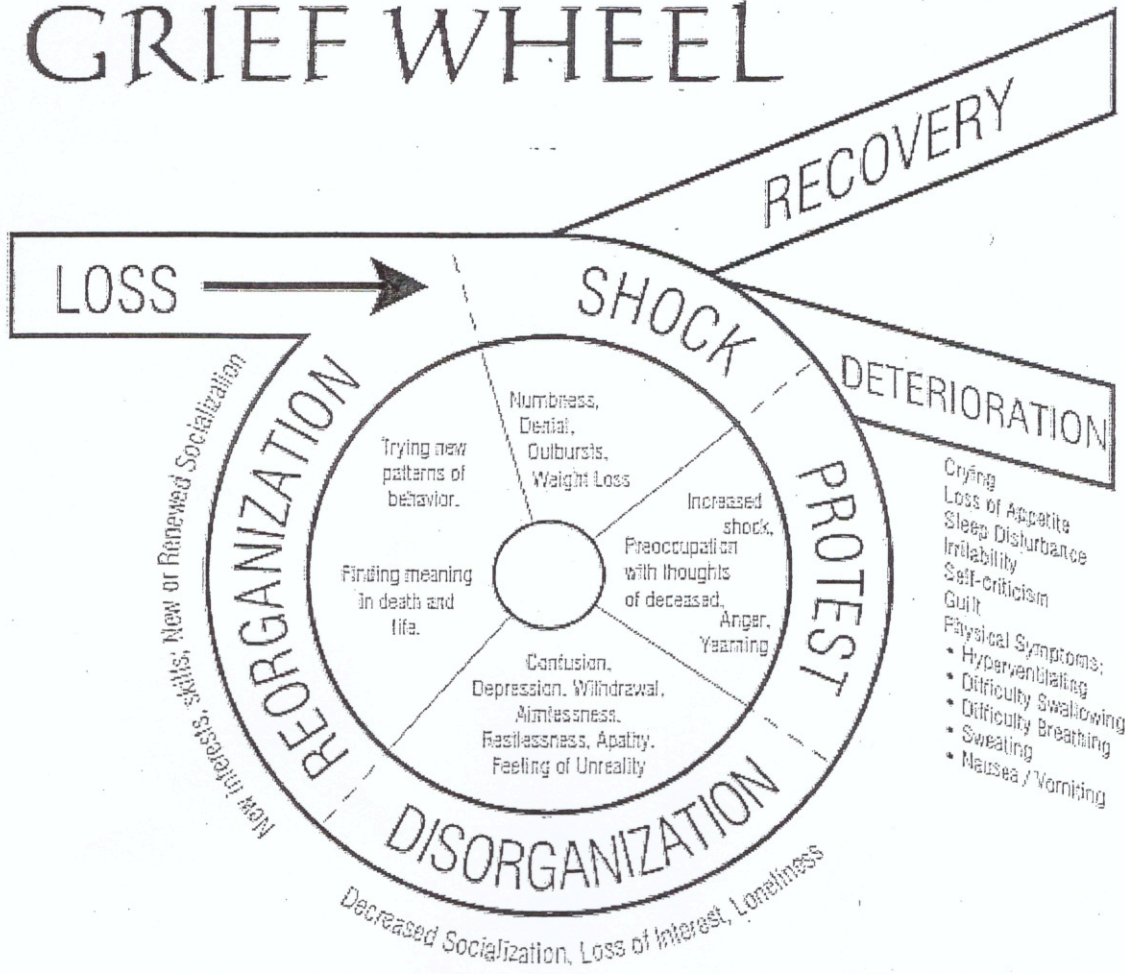 GRIEF WHEEL
RECOVERY
LOSS
SHOCK
DETERIORATION
PROTEST
DISORGANIZATION
REORGANIZATION
Numbness,
Denial,
Outbursts,
Weight Loss
Increased
shock,
Preoccupation
with thoughts
of deceased,
Anger,
Yearning
Confusion,
Depression, Withdrawal,
Aimlessness,
Restlessness, Apathy,
Feeling of Unreality
Trying new
patterns of
behavior.
Finding meaning
in death and
life.
Crying
Loss of Appetite
Sleep Disturbance
Irritability
Self-criticism
Guilt
Physical Symptoms:
• Hyperventilating
• Difficulty Swallowing
• Difficulty Breathing
• Sweating
• Nausea / Vomiting
Decreased Socialization, Loss of Interest, Loneliness
New interests, skills; New or Renewed Socialization